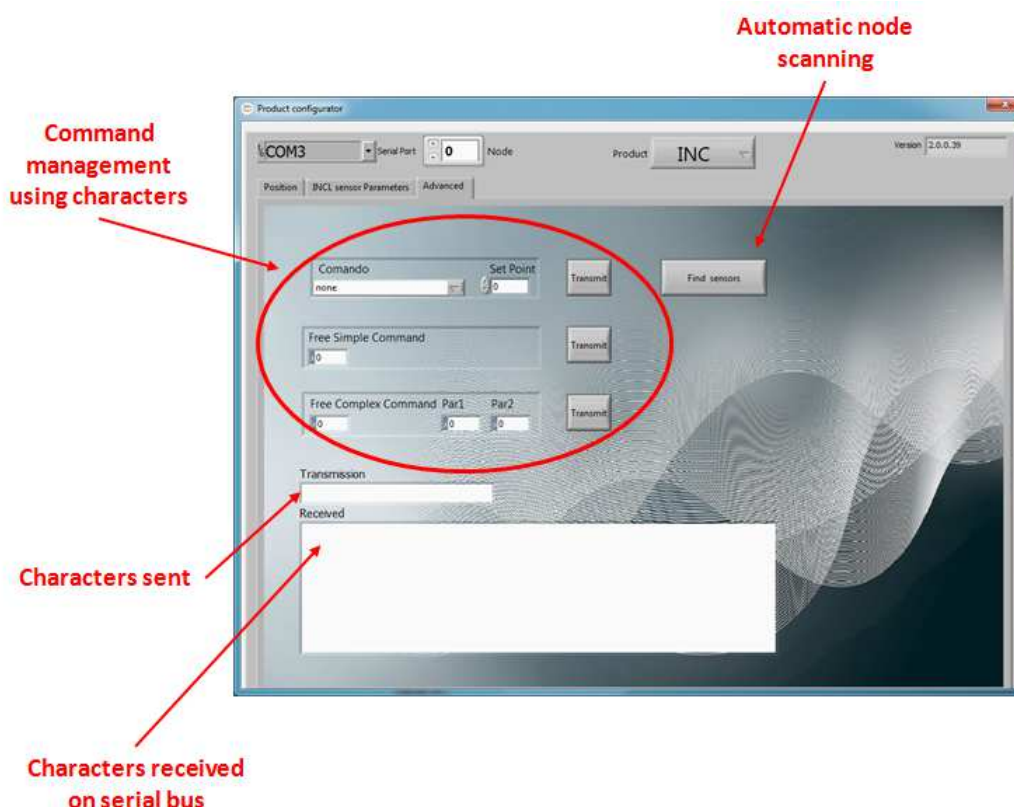 Automatic node
scanning
Product configurator
Command
management
using characters
COM3 Serial Port 0 Node Product INC Version 2.0.0.39
Position INCL sensor Parameters Advanced
Comando Set Point
none 0 Transmit Find sensors
Free Simple Command
0 Transmit
Free Complex Command Par1 Par2
0 0 0 Transmit
Transmission
Received
Characters sent
Characters received
on serial bus